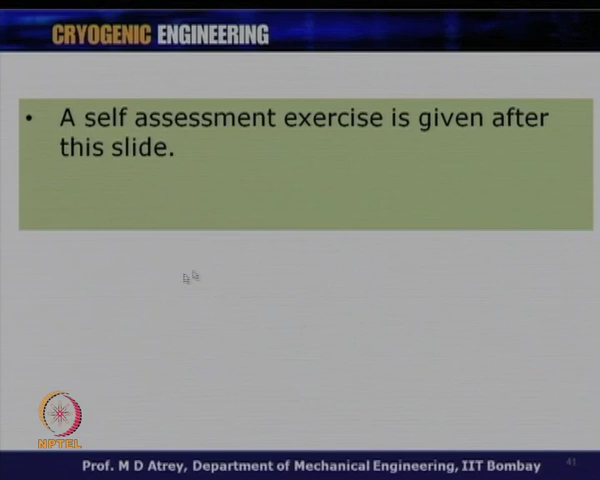 CRYOGENIC ENGINEERING
• A self assessment exercise is given after
this slide.
NPTEL
Prof. M D Atrey, Department of Mechanical Engineering, IIT Bombay
41